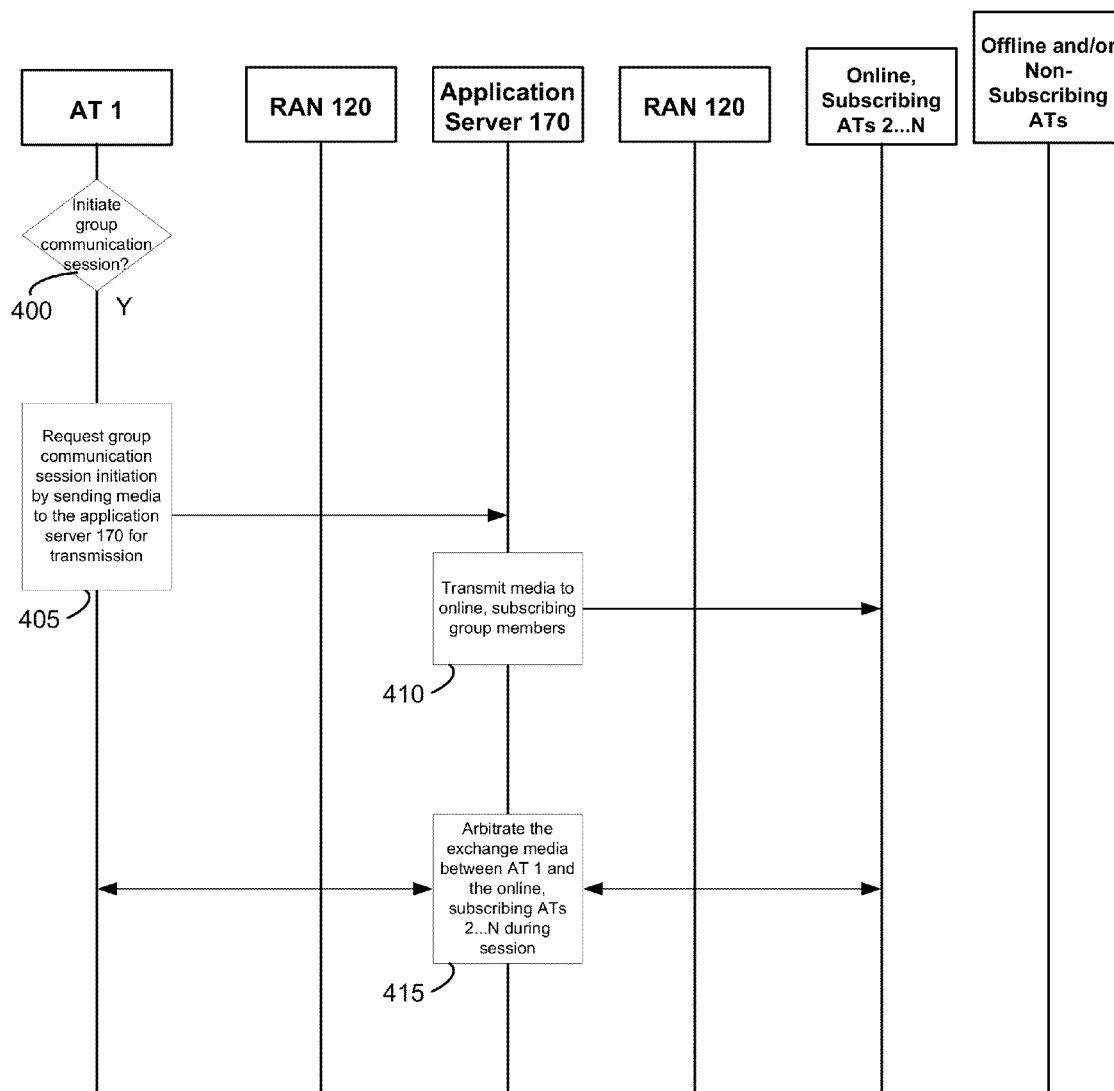 AT 1
RAN 120
Application
Server 170
RAN 120
Online,
Subscribing
ATs 2...N
Offline and/or
Non-
Subscribing
ATs
Initiate
group
communication
session?
400
Y
Request group
communication
session initiation
by sending media
to the application
server 170 for
transmission
405
Transmit media to
online, subscribing
group members
410
Arbitrate the
exchange media
between AT 1 and
the online,
subscribing ATs
2...N during
session
415